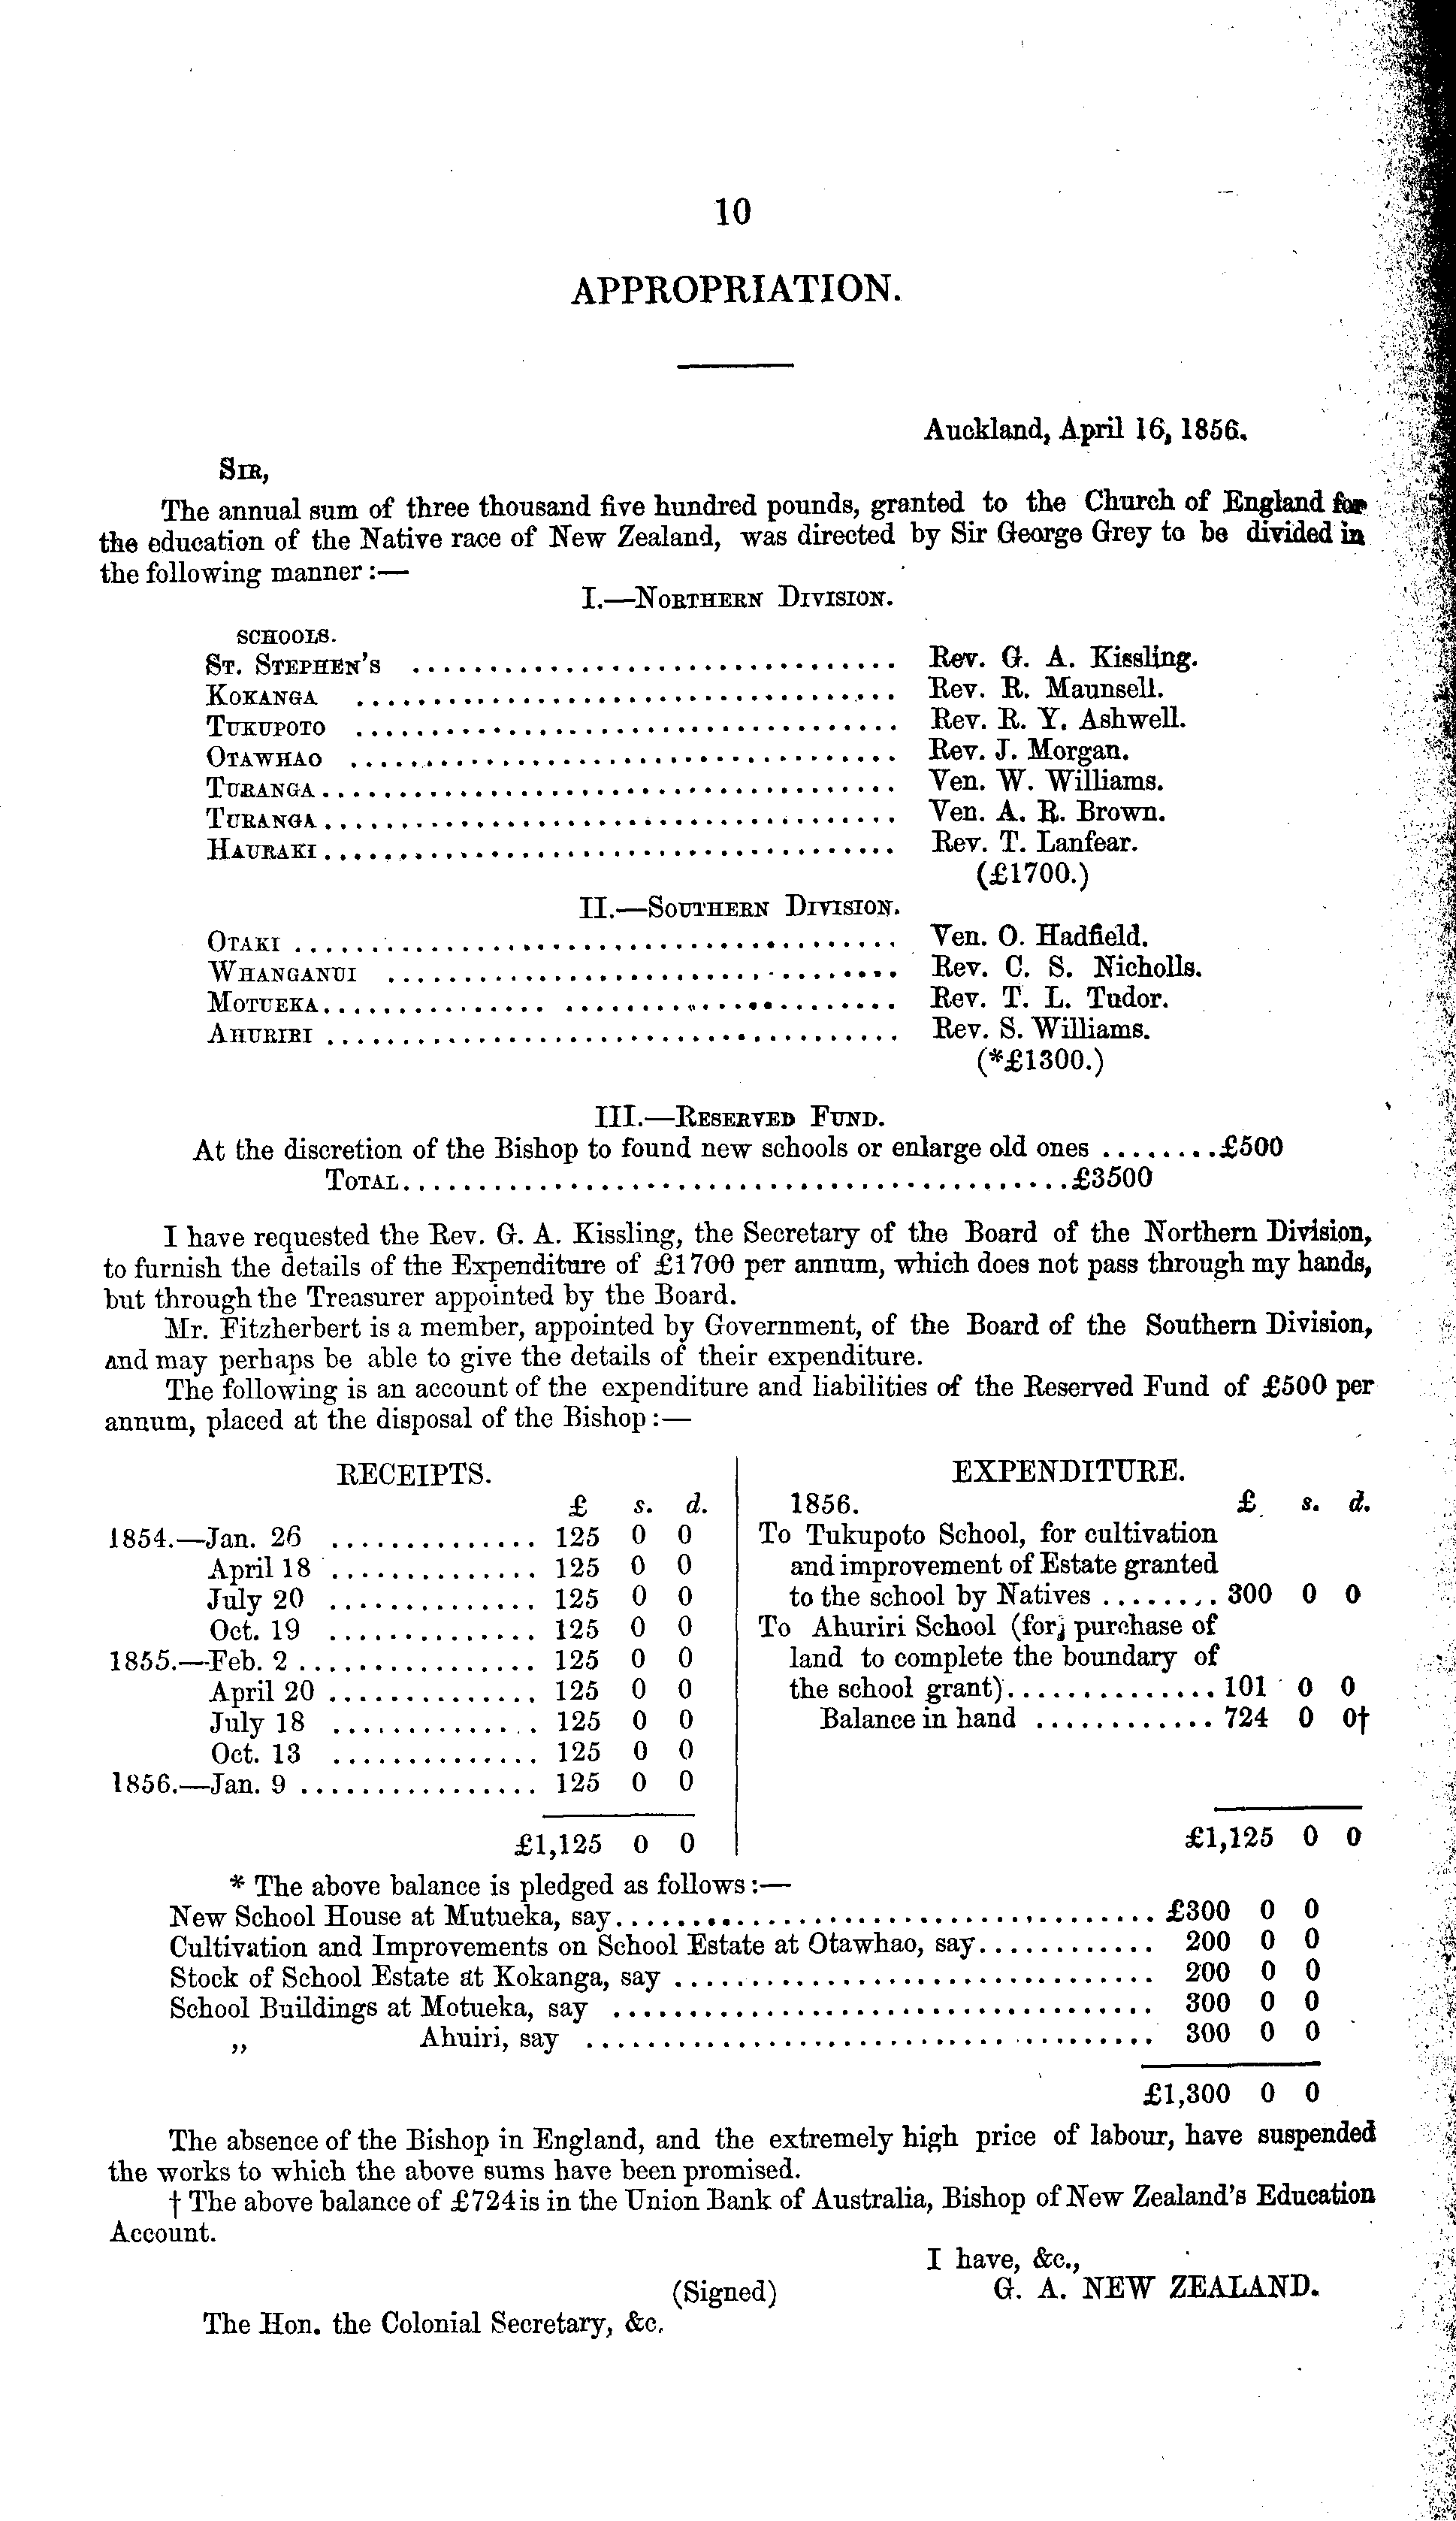 10
APPROPRIATION.
Auckland, April 16, 1856.
SIR,
The annual sum of three thousand five hundred pounds, granted to the Church of England for
the education of the Native race of New Zealand, was directed by Sir George Grey to be divided in
the following manner:—
I.—NORTHERN DIVISION.
SCHOOLS.
ST. STEPHEN'S ................................ Rev. G. A. Kissling.
KOKANGA .................................... Rev. R. Maunsell.
TUKUPOTO .................................... Rev. R. Y. Ashwell.
OTAWHAO .................................... Rev. J. Morgan.
TURANGA...................................... Ven. W. Williams.
TURANGA...................................... Ven. A. R. Brown.
HAURAKI...................................... Rev. T. Lanfear.
(£1700.)
II.—SOUTHERN DIVISION.
OTAKI ........................................ Ven. O. Hadfield.
WHANGANUI .................................. Rev. C. S. Nicholls.
MOTUEKA...................................... Rev. T. L. Tudor.
AHURIRI ...................................... Rev. S. Williams.
(*£1300.)
III.—RESERVED FUND.
At the discretion of the Bishop to found new schools or enlarge old ones ........£500
TOTAL............................................£3500
I have requested the Rev. G. A. Kissling, the Secretary of the Board of the Northern Division,
to furnish the details of the Expenditure of £1700 per annum, which does not pass through my hands,
but through the Treasurer appointed by the Board.
Mr. Fitzherbert is a member, appointed by Government, of the Board of the Southern Division,
and may perhaps be able to give the details of their expenditure.
The following is an account of the expenditure and liabilities of the Reserved Fund of £500 per
annum, placed at the disposal of the Bishop:—
RECEIPTS.
£ s. d.
1854.—Jan. 26 .............. 125 0 0
April 18 .............. 125 0 0
July 20 .............. 125 0 0
Oct. 19 .............. 125 0 0
1855.—Feb. 2 ................ 125 0 0
April 20 .............. 125 0 0
July 18 .............. 125 0 0
Oct. 13 .............. 125 0 0
1856.—Jan. 9 ................ 125 0 0
£1,125 0 0
EXPENDITURE.
1856. £ s. d.
To Tukupoto School, for cultivation
and improvement of Estate granted
to the school by Natives ........ 300 0 0
To Ahuriri School (for purchase of
land to complete the boundary of
the school grant).............. 101 0 0
Balance in hand ............ 724 0 0†
£1,125 0 0
* The above balance is pledged as follows:—
New School House at Mutueka, say.................................... £300 0 0
Cultivation and Improvements on School Estate at Otawhao, say............ 200 0 0
Stock of School Estate at Kokanga, say ................................ 200 0 0
School Buildings at Motueka, say .................................... 300 0 0
„ Ahuiri, say ...................................... 300 0 0
£1,300 0 0
The absence of the Bishop in England, and the extremely high price of labour, have suspended
the works to which the above sums have been promised.
† The above balance of £724 is in the Union Bank of Australia, Bishop of New Zealand's Education
Account.
I have, &c.,
(Signed) G. A. NEW ZEALAND.
The Hon. the Colonial Secretary, &c.